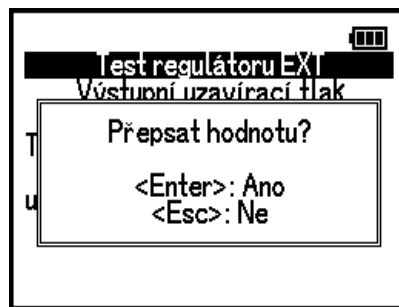 Test regulátoru EXT
Výstupní uzavírací tlak
T
Přepsat hodnotu?
<Enter>: Ano
u
<Esc>: Ne